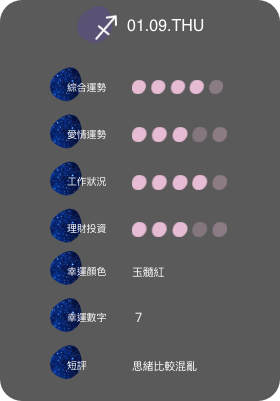 01.09.THU
綜合運勢
愛情運勢
工作狀況
理財投資
幸運顏色 玉髓紅
幸運數字 7
短評 思緒比較混亂